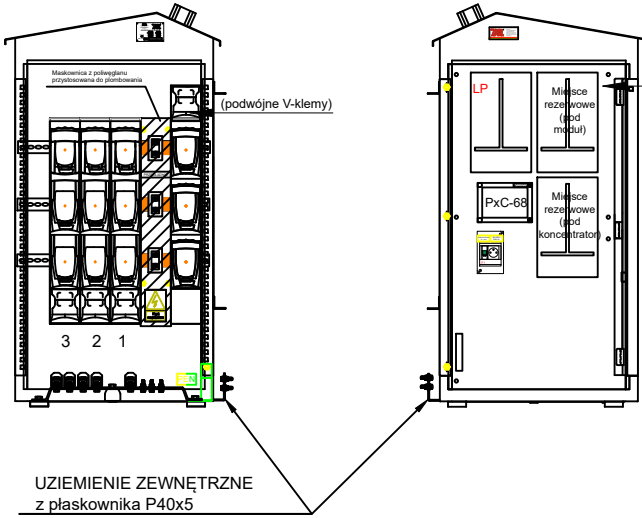 Maskownica z poliwęglanu
przystosowana do plombowania
(podwójne V-klemy)
3 2 1
LP
Miejsce
rezerwowe
(pod
moduł)
PxC-68
Miejsce
rezerwowe
(pod
koncentrator)
UZIEMIENIE ZEWNĘTRZNE
z płaskownika P40x5